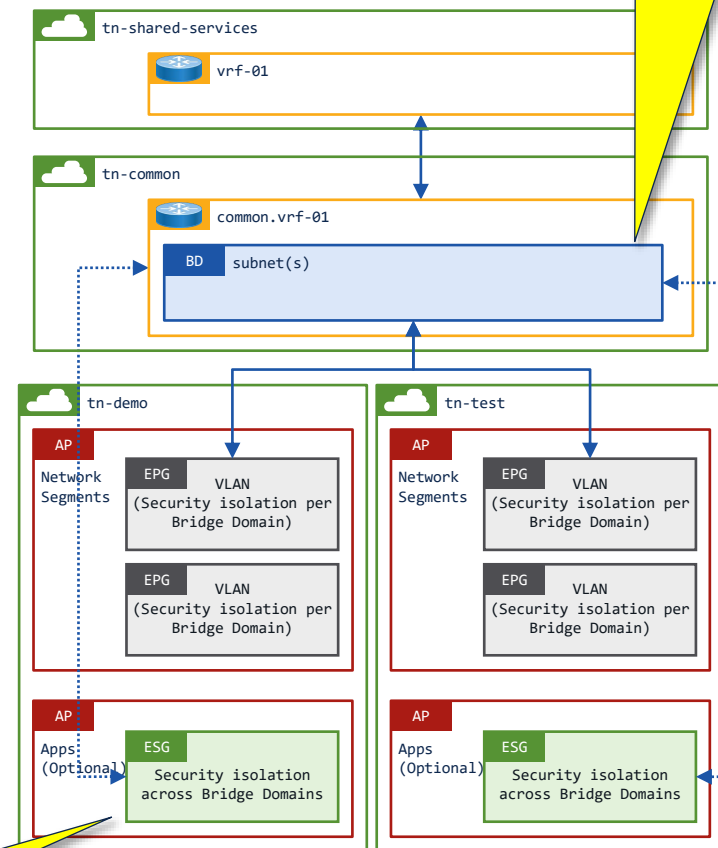 tn-shared-services
vrf-01
tn-common
common.vrf-01
BD
subnet(s)
tn-demo
AP
Network
Segments
EPG
VLAN
(Security isolation per
Bridge Domain)
EPG
VLAN
(Security isolation per
Bridge Domain)
AP
Apps
(Optional)
ESG
Security isolation
across Bridge Domains
tn-test
AP
Network
Segments
EPG
VLAN
(Security isolation per
Bridge Domain)
EPG
VLAN
(Security isolation per
Bridge Domain)
AP
Apps
(Optional)
ESG
Security isolation
across Bridge Domains